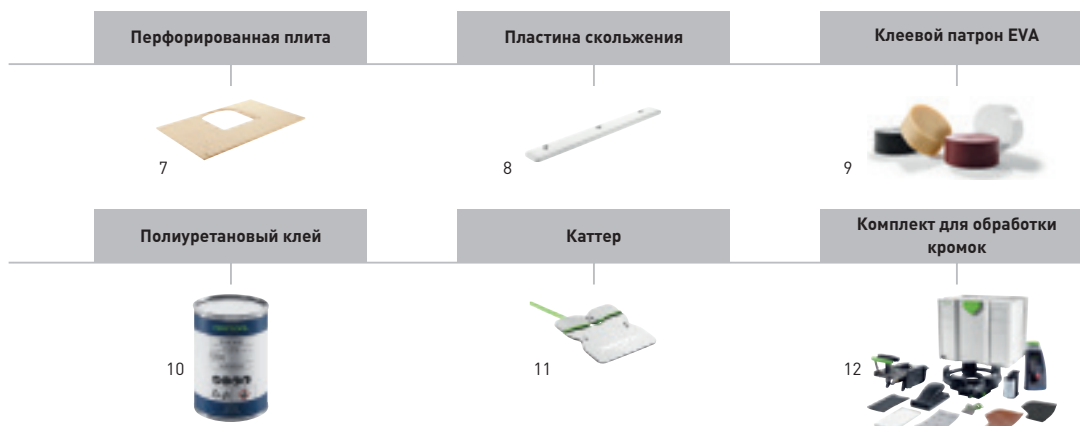 Перфорированная плита
Пластина скольжения
Клеевой патрон EVA
7
8
9
Полиуретановый клей
Каттер
Комплект для обработки
кромок
10
11
12